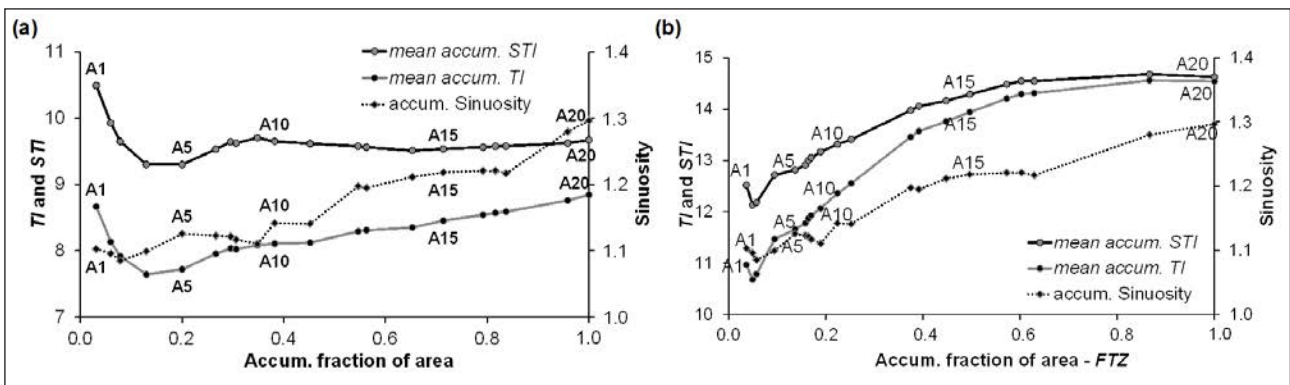 (a)
TI and STI
11
10
9
8
7
mean accum. STI
mean accum. TI
accum. Sinuosity
A1
A5
A10
A15
A20
A1
A5
A10
A15
A20
A1
A5
A10
A15
A20
1.4
1.3
1.2
1.1
1.0
Sinuosity
0.0 0.2 0.4 0.6 0.8 1.0
Accum. fraction of area
(b)
TI and STI
15
14
13
12
11
10
A1
A5
A10
A15
A20
A1
A5
A10
A15
A20
A15
A20
mean accum. STI
mean accum. TI
accum. Sinuosity
1.4
1.3
1.2
1.1
1.0
Sinuosity
0.0 0.2 0.4 0.6 0.8 1.0
Accum. fraction of area - FTZ